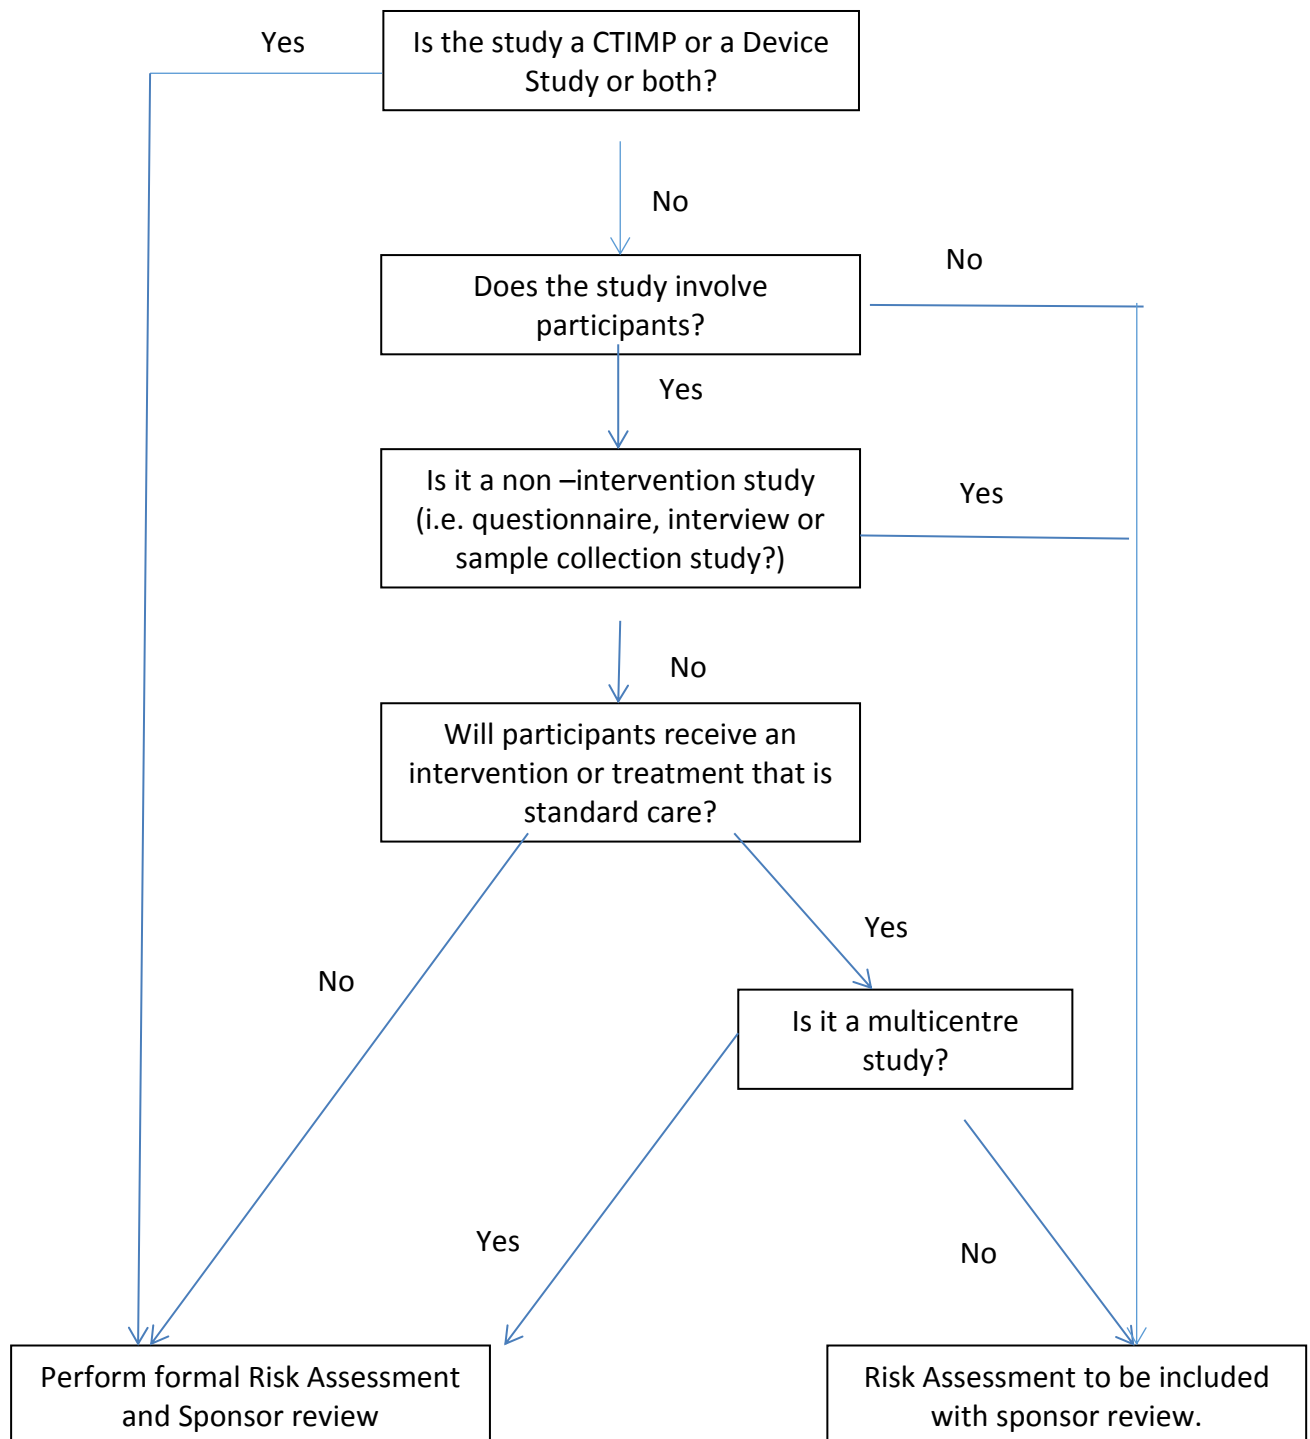 Yes
Is the study a CTIMP or a Device
Study or both?
No
Does the study involve
participants?
No
Yes
Is it a non –intervention study
(i.e. questionnaire, interview or
sample collection study?)
Yes
No
Will participants receive an
intervention or treatment that is
standard care?
Yes
No
Is it a multicentre
study?
Yes
No
Perform formal Risk Assessment
and Sponsor review
Risk Assessment to be included
with sponsor review.